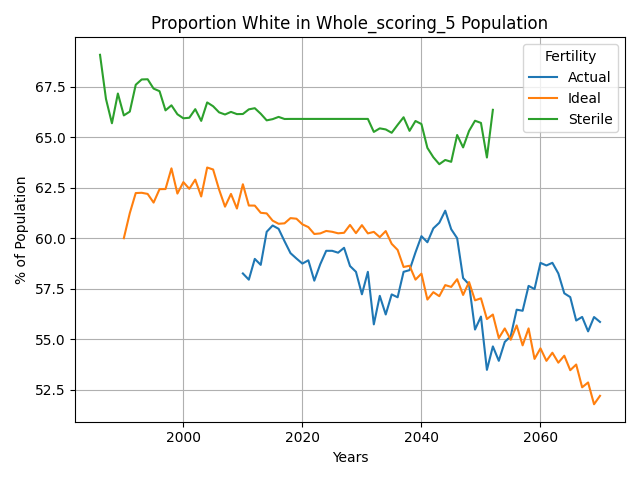 Proportion White in Whole_scoring_5 Population
Fertility
Actual
Ideal
Sterile
% of Population
67.5
65.0
62.5
60.0
57.5
55.0
52.5
2000
2020
2040
2060
Years